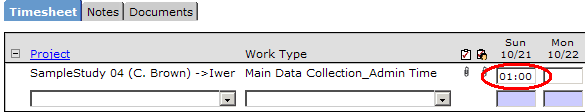 Timesheet Notes Documents
Sun Mon
Project Work Type 10/21 10/22
SampleStudy 04 (C. Brown) ->Iwer Main Data Collection_Admin Time 01:00